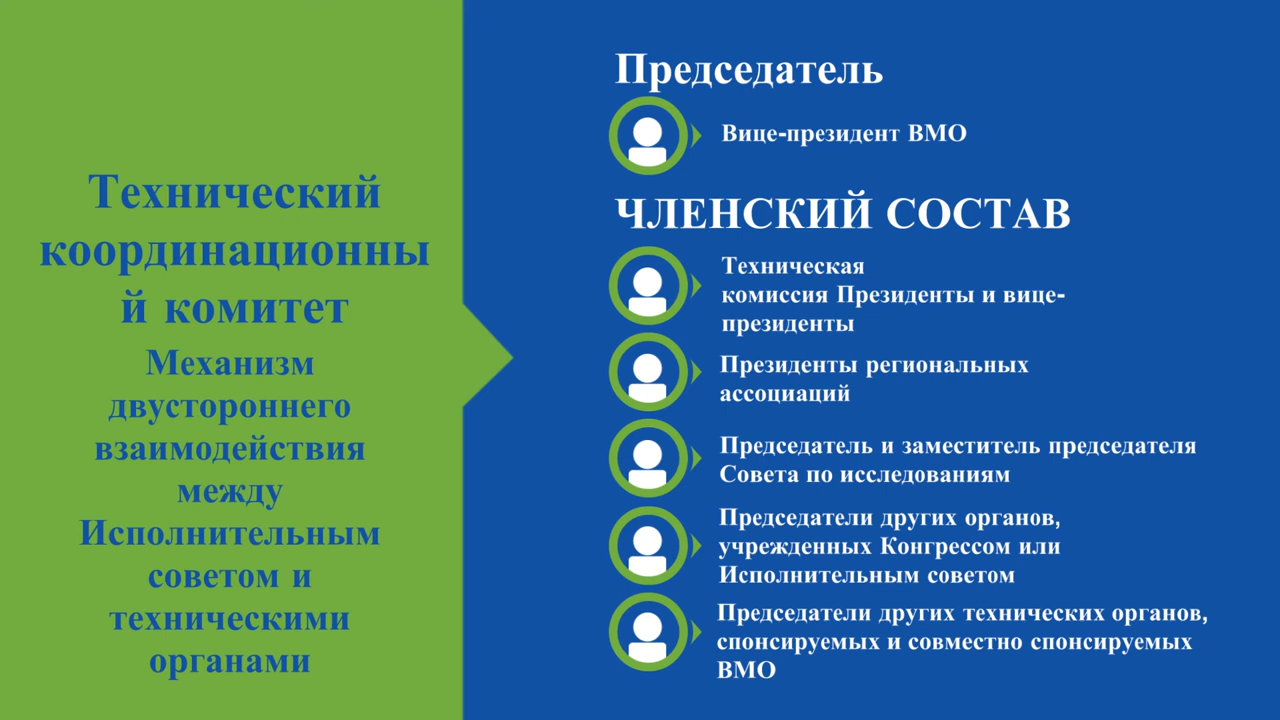 Технический
координационны
й комитет
Механизм
двустороннего
взаимодействия
между
Исполнительным
советом и
техническими
органами
Председатель
Вице-президент ВМО
ЧЛЕНСКИЙ СОСТАВ
Техническая
комиссия Президенты и вице-
президенты
Президенты региональных
ассоциаций
Председатель и заместитель председателя
Совета по исследованиям
Председатели других органов,
учрежденных Конгрессом или
Исполнительным советом
Председатели других технических органов,
спонсируемых и совместно спонсируемых
ВМО